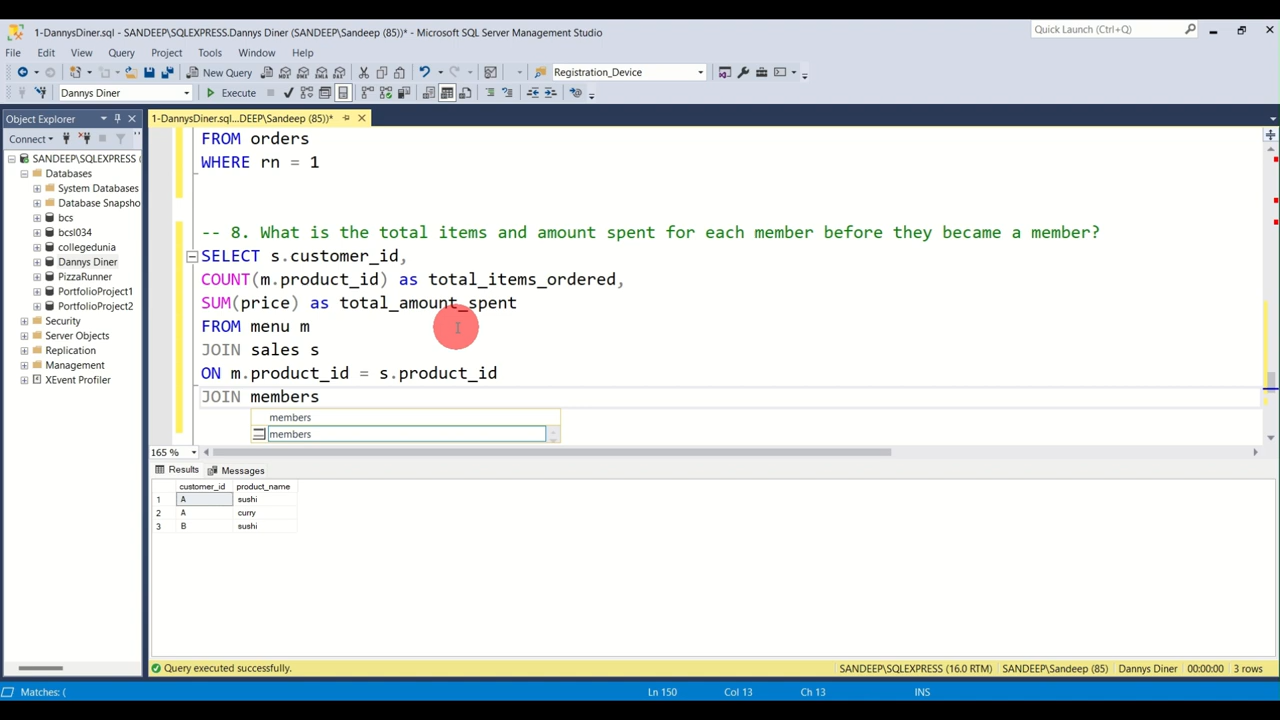 1-DannysDiner.sql - SANDEEP\SQLEXPRESS.Dannys Diner (SANDEEP\Sandeep (85))* - Microsoft SQL Server Management Studio
Quick Launch (Ctrl+Q)
File Edit View Query Project Tools Window Help
New Query
Registration_Device
Dannys Diner
Execute
Object Explorer
1-DannysDiner.sql...DEEP\Sandeep (85))*
Connect
SANDEEP\SQLEXPRESS (
Databases
System Databases
Database Snapsho
bcs
bcsl034
collegedunia
Dannys Diner
PizzaRunner
PortfolioProject1
PortfolioProject2
Security
Server Objects
Replication
Management
XEvent Profiler
FROM orders
WHERE rn = 1
-- 8. What is the total items and amount spent for each member before they became a member?
SELECT s.customer_id,
COUNT(m.product_id) as total_items_ordered,
SUM(price) as total_amount_spent
FROM menu m
JOIN sales s
ON m.product_id = s.product_id
JOIN members
members
members
165 %
Results Messages
customer_id product_name
1 A sushi
2 A curry
3 B sushi
Query executed successfully.
SANDEEP\SQLEXPRESS (16.0 RTM) SANDEEP\Sandeep (85) Dannys Diner 00:00:00 3 rows
Matches: (
Ln 150 Col 13 Ch 13 INS